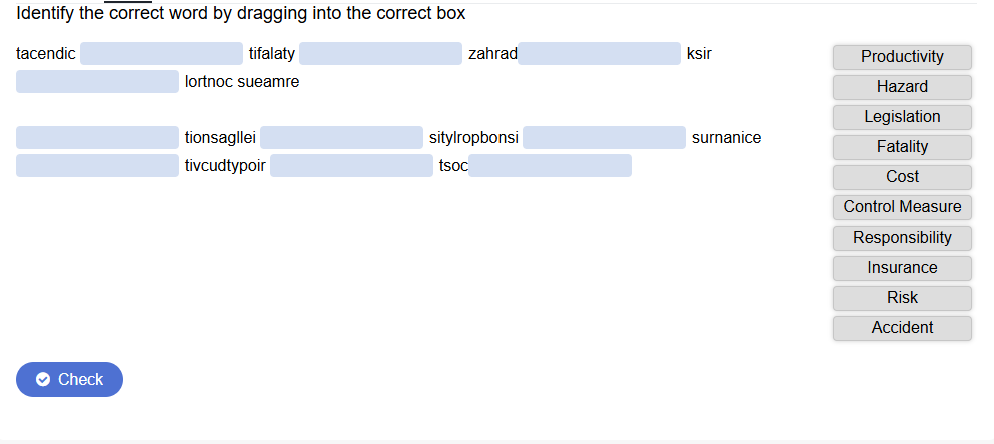 Identify the correct word by dragging into the correct box
tacendic tifalaty zahrad ksir
lortnoc sueamre
tionsagllei sitylropbonsi surnanice
tivcudtypoir tsoc
Productivity
Hazard
Legislation
Fatality
Cost
Control Measure
Responsibility
Insurance
Risk
Accident
Check